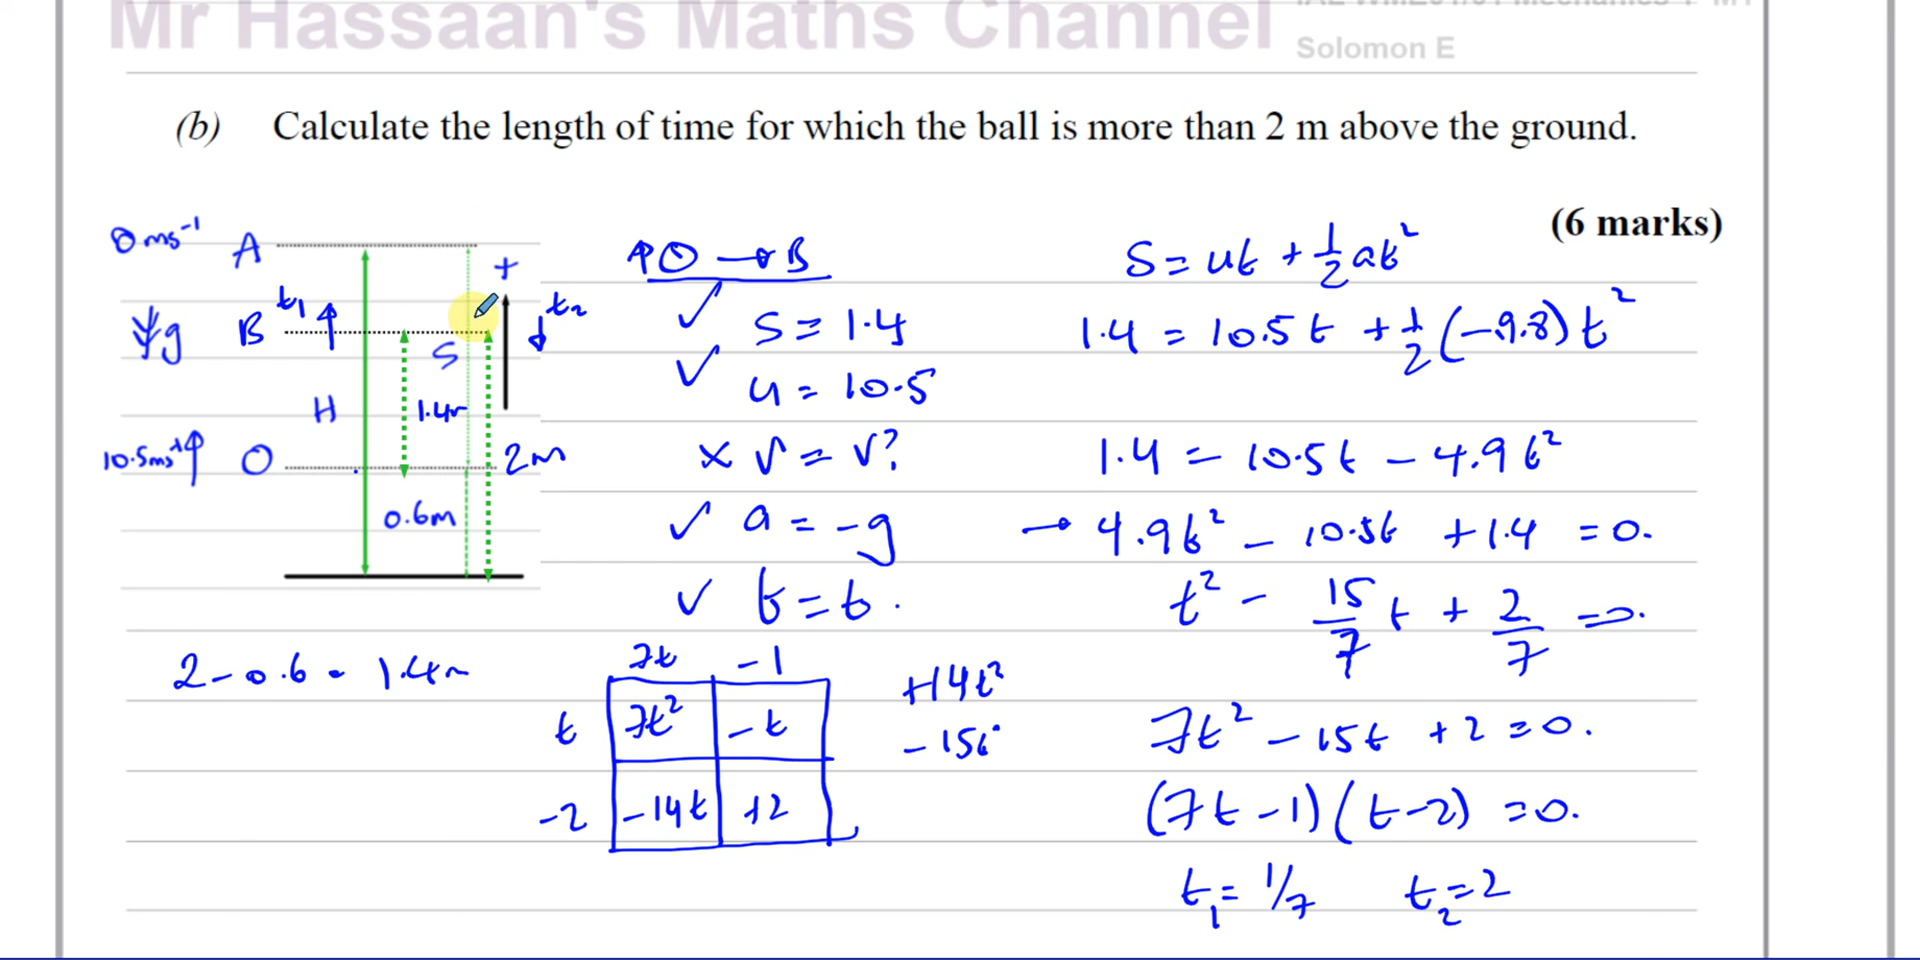 Mr Hassaan's Maths Channel
Solomon E
(b) Calculate the length of time for which the ball is more than 2 m above the ground.
(6 marks)
0ms⁻¹ A
+
B t₁ t₂
g
S
H 1.4m
10.5ms⁻¹ O 2m
0.6m
2 - 0.6 = 1.4m
↑ O → B
✓ S = 1.4
✓ u = 10.5
× v = v?
✓ a = -g
✓ t = t.
7t -1
t 7t² -t
-2 -14t +2
+14t²
-15t
S = ut + 1/2 at²
1.4 = 10.5t + 1/2 (-9.8) t²
1.4 = 10.5t - 4.9t²
→ 4.9t² - 10.5t + 1.4 = 0.
t² - 15/7 t + 2/7 = 0.
7t² - 15t + 2 = 0.
(7t - 1)(t - 2) = 0.
t₁ = 1/7 t₂ = 2